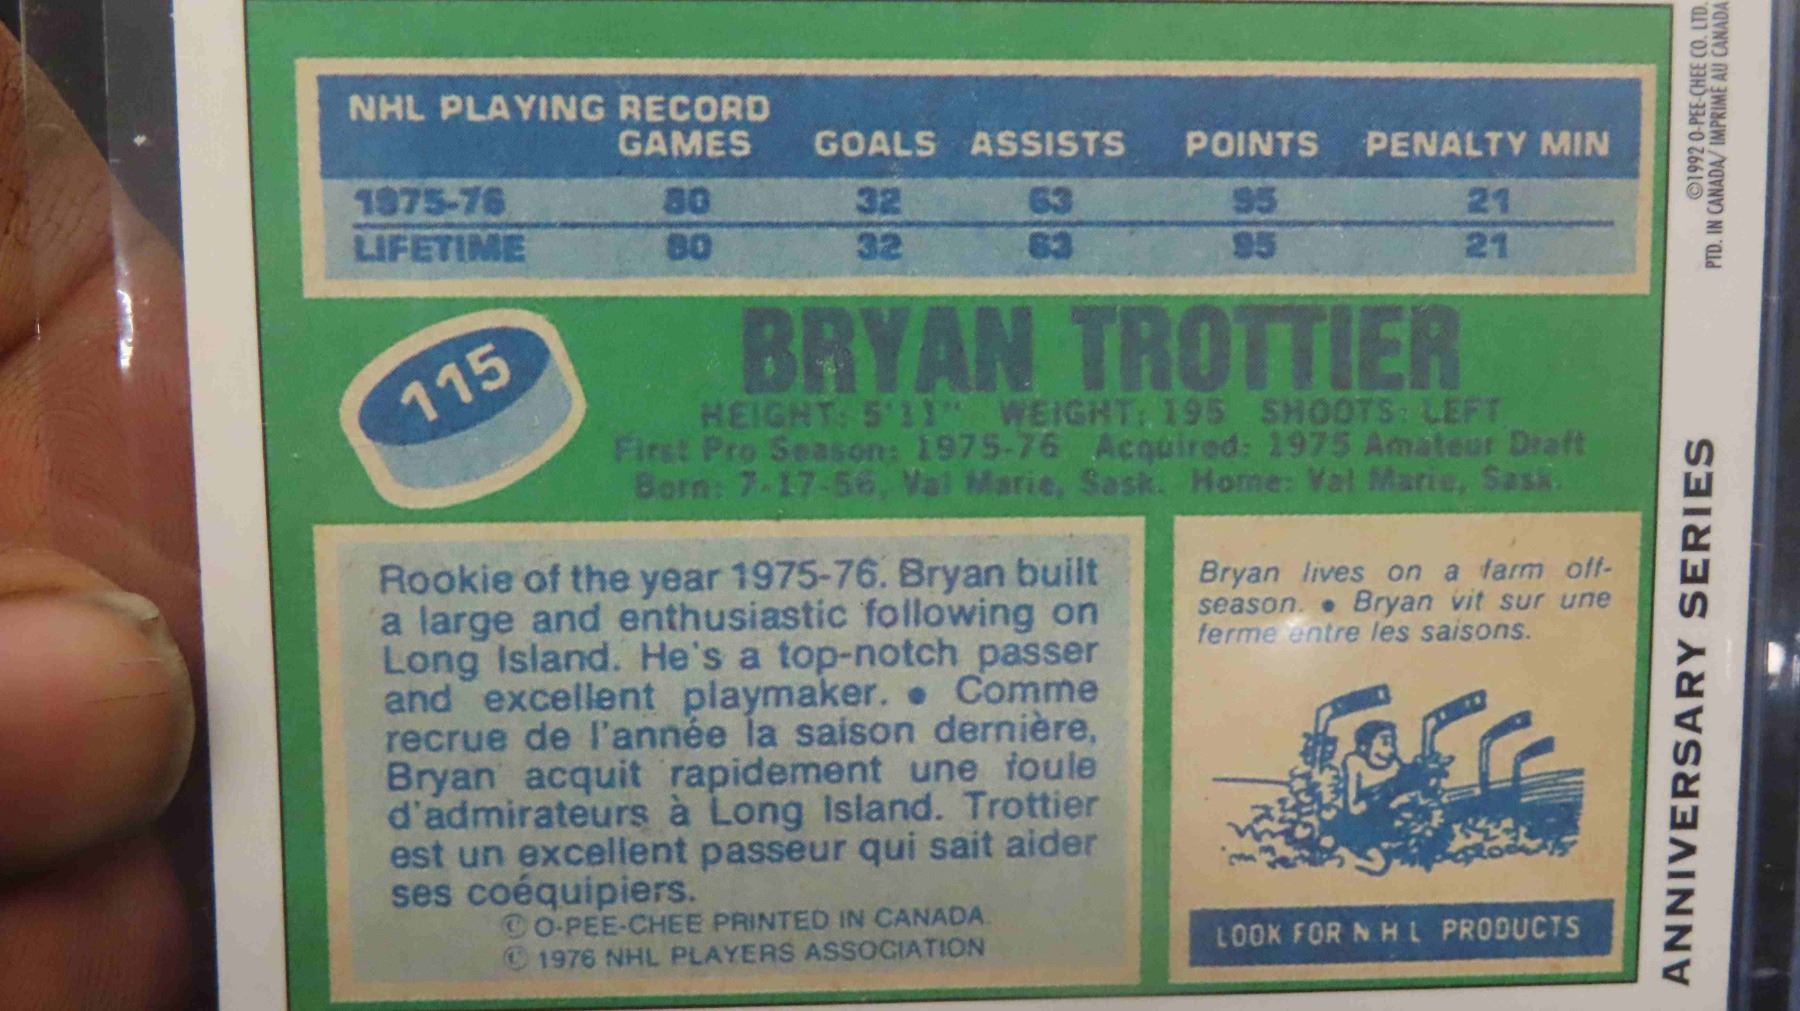 NHL PLAYING RECORD
GAMES GOALS ASSISTS POINTS PENALTY MIN
1975-76 80 32 63 95 21
LIFETIME 80 32 63 95 21
115
BRYAN TROTTIER
HEIGHT: 5'11" WEIGHT: 195 SHOOTS: LEFT
First Pro Season: 1975-76 Acquired: 1975 Amateur Draft
Born: 7-17-56, Val Marie, Sask. Home: Val Marie, Sask.
Rookie of the year 1975-76. Bryan built
a large and enthusiastic following on
Long Island. He's a top-notch passer
and excellent playmaker. • Comme
recrue de l'année la saison dernière,
Bryan acquit rapidement une foule
d'admirateurs à Long Island. Trottier
est un excellent passeur qui sait aider
ses coéquipiers.
© O-PEE-CHEE PRINTED IN CANADA.
© 1976 NHL PLAYERS ASSOCIATION
Bryan lives on a farm off-
season. • Bryan vit sur une
ferme entre les saisons.
LOOK FOR N H L PRODUCTS
©1992 O-PEE-CHEE CO. LTD.
PTD. IN CANADA/IMPRIMÉ AU CANADA
ANNIVERSARY SERIES